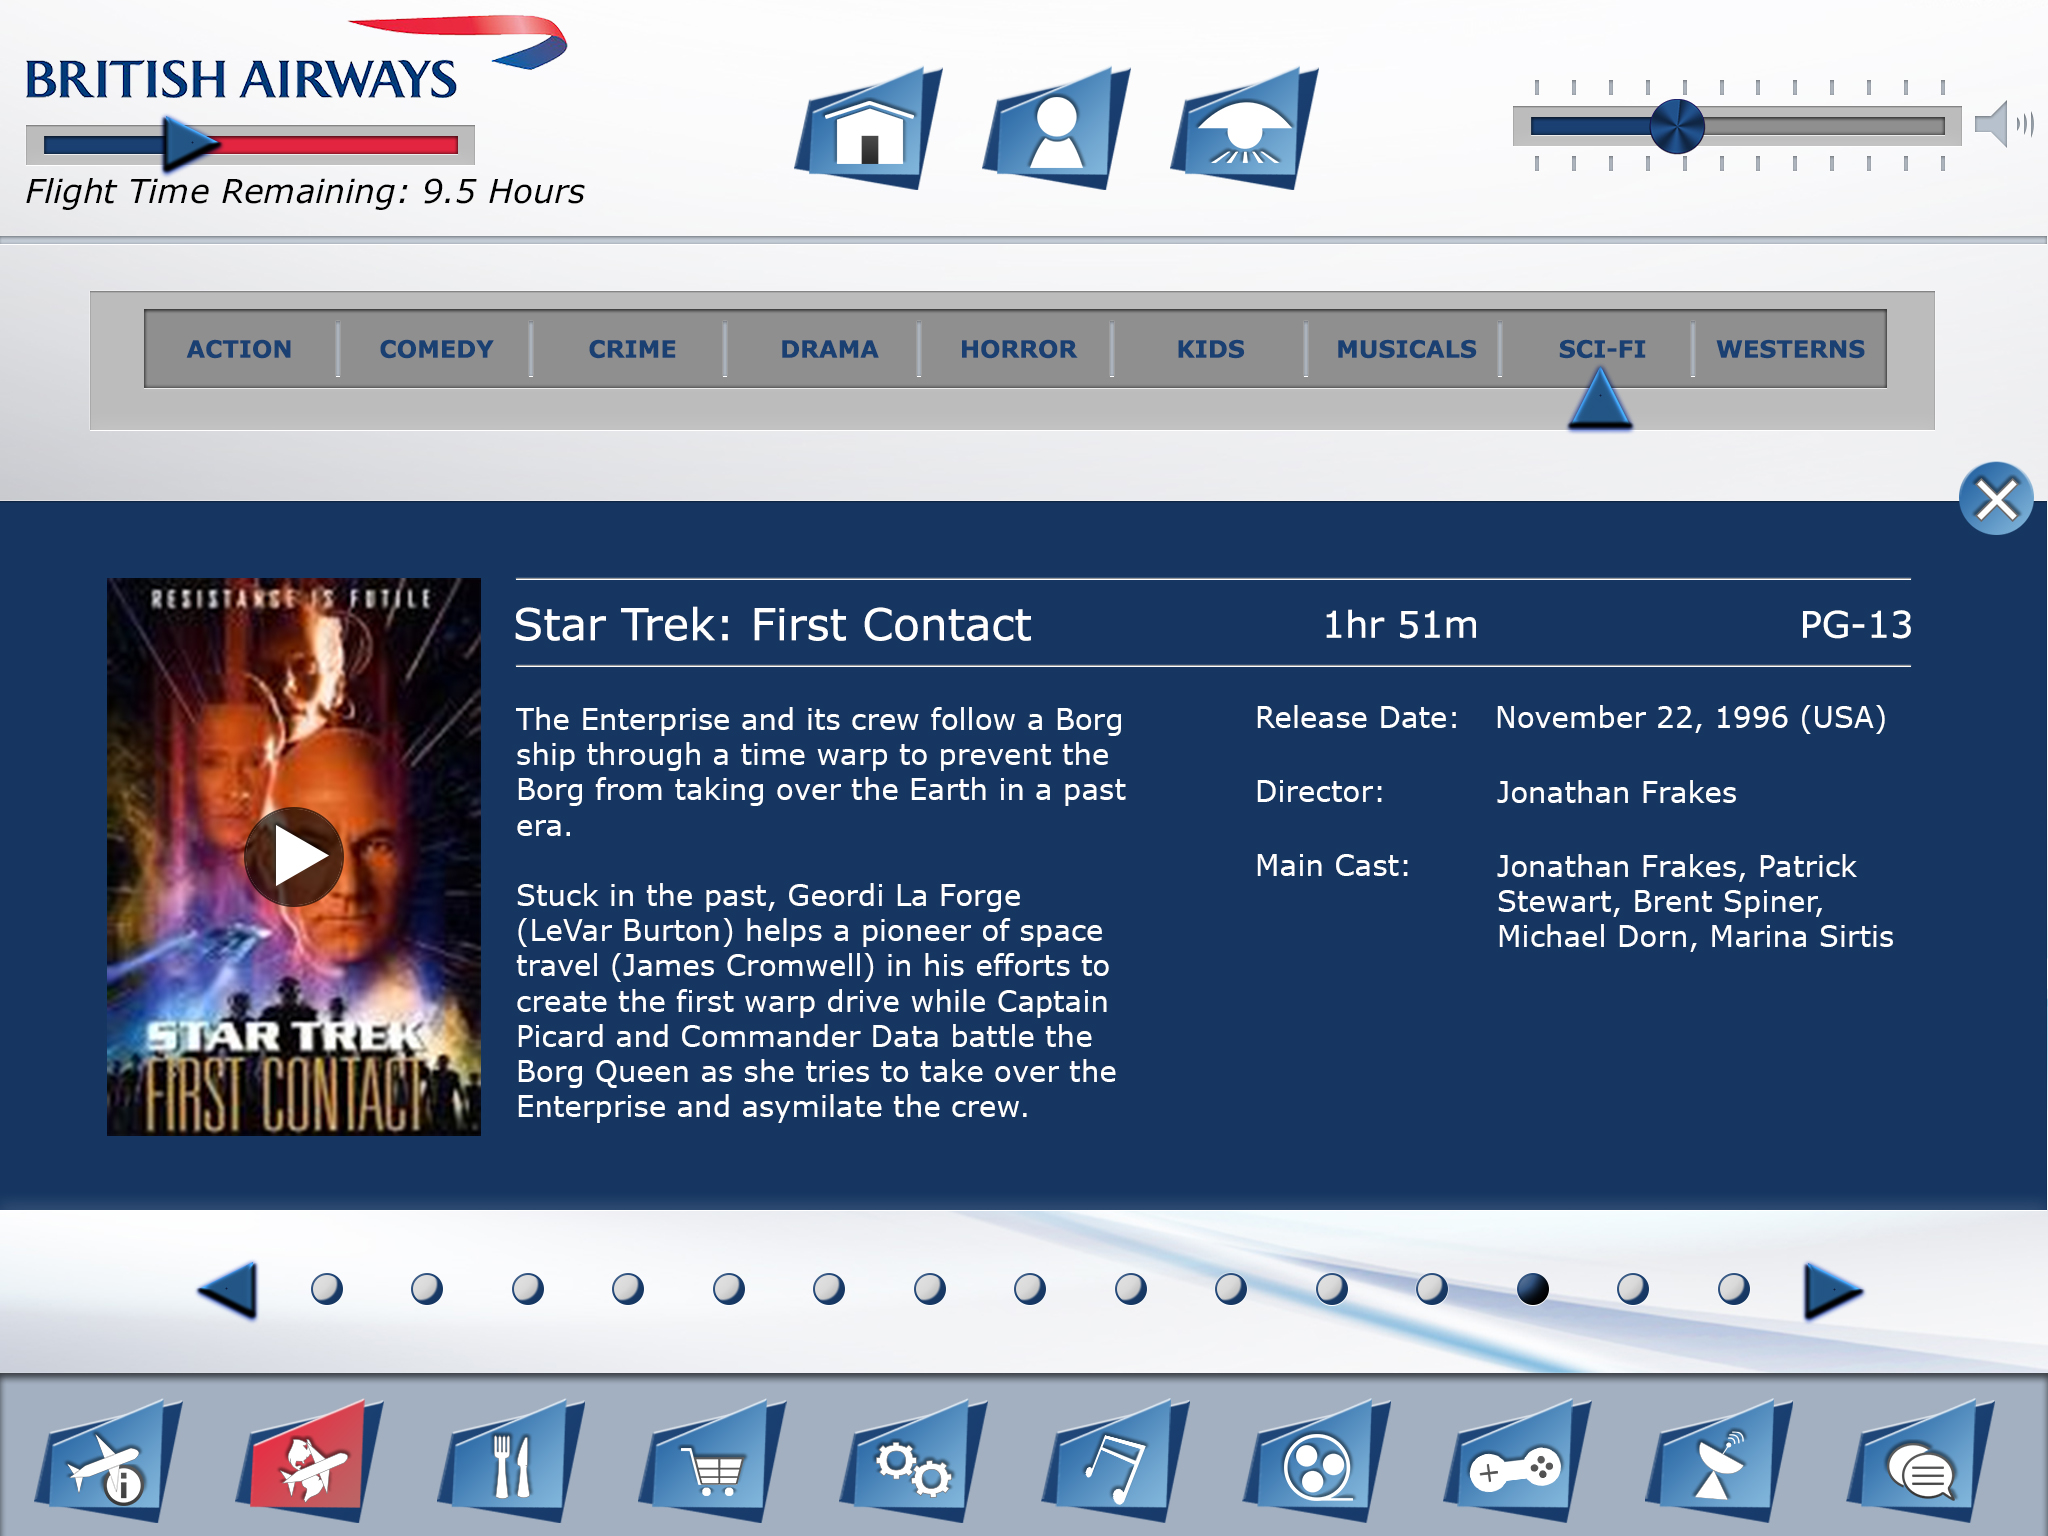 BRITISH AIRWAYS
Flight Time Remaining: 9.5 Hours
ACTION
COMEDY
CRIME
DRAMA
HORROR
KIDS
MUSICALS
SCI-FI
WESTERNS
RESISTANSE IS FUTILE
STAR TREK
FIRST CONTACT
Star Trek: First Contact
1hr 51m
PG-13
The Enterprise and its crew follow a Borg
ship through a time warp to prevent the
Borg from taking over the Earth in a past
era.
Stuck in the past, Geordi La Forge
(LeVar Burton) helps a pioneer of space
travel (James Cromwell) in his efforts to
create the first warp drive while Captain
Picard and Commander Data battle the
Borg Queen as she tries to take over the
Enterprise and asymilate the crew.
Release Date: November 22, 1996 (USA)
Director: Jonathan Frakes
Main Cast: Jonathan Frakes, Patrick
Stewart, Brent Spiner,
Michael Dorn, Marina Sirtis